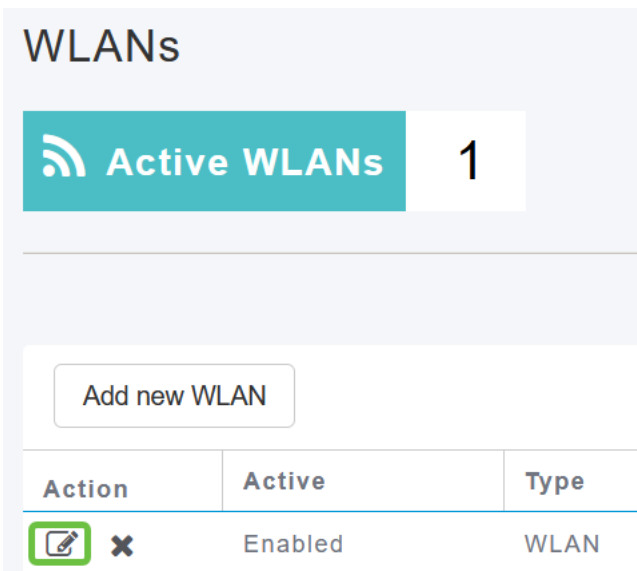 WLANs
Active WLANs 1
Add new WLAN
Action Active Type
Enabled WLAN